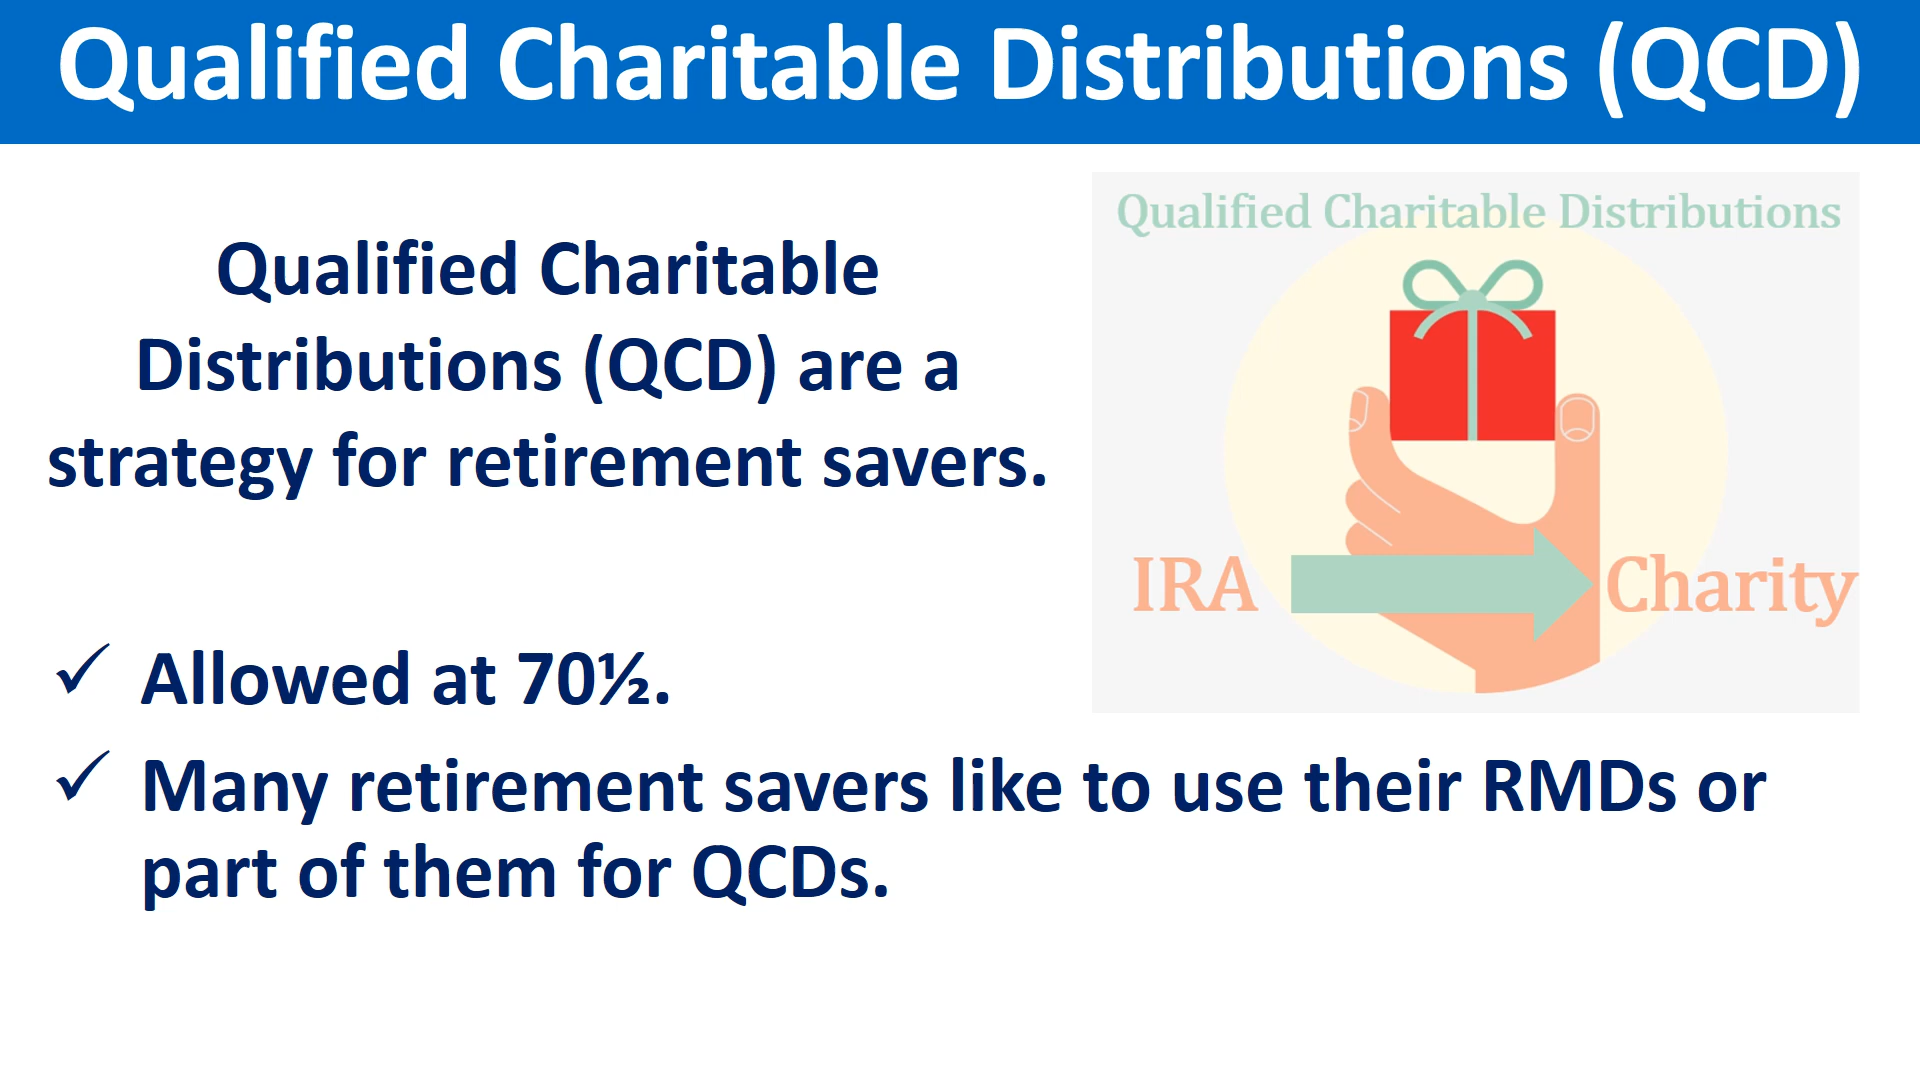 Qualified Charitable Distributions (QCD)
Qualified Charitable
Distributions (QCD) are a
strategy for retirement savers.
Qualified Charitable Distributions
IRA
Charity
✓ Allowed at 70½.
✓ Many retirement savers like to use their RMDs or
part of them for QCDs.